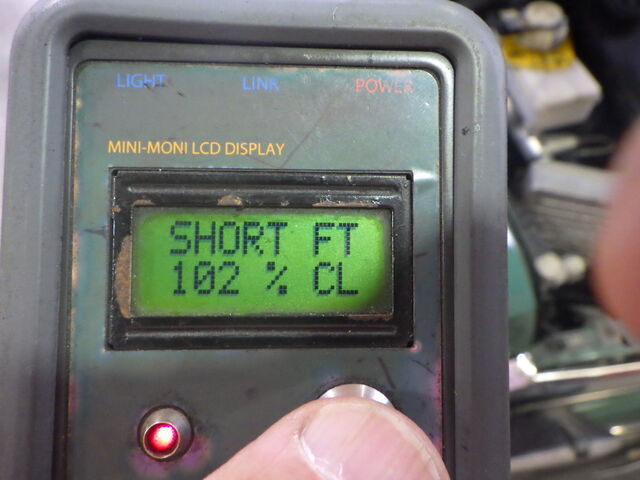 LIGHT LINK POWER
MINI-MONI LCD DISPLAY
SHORT FT
102 % CL